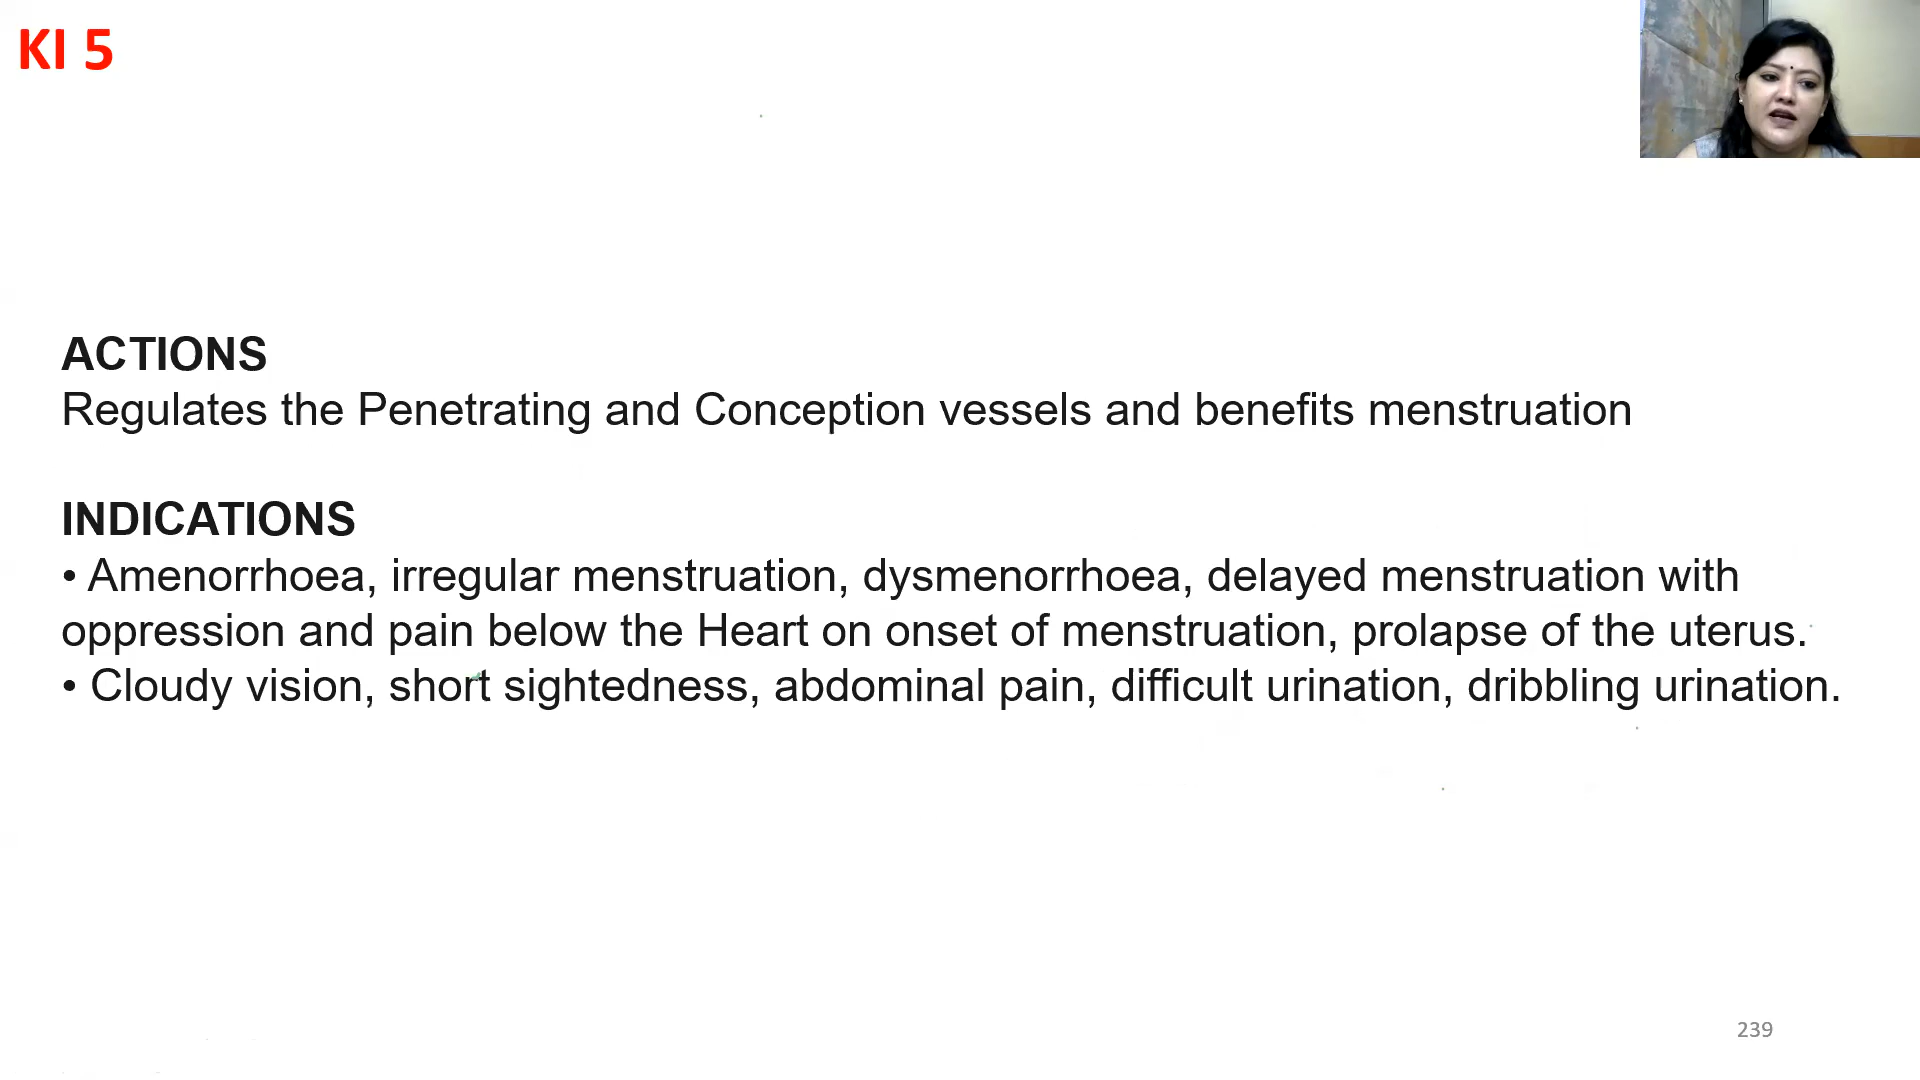 KI 5
ACTIONS
Regulates the Penetrating and Conception vessels and benefits menstruation
INDICATIONS
• Amenorrhoea, irregular menstruation, dysmenorrhoea, delayed menstruation with
oppression and pain below the Heart on onset of menstruation, prolapse of the uterus.
• Cloudy vision, short sightedness, abdominal pain, difficult urination, dribbling urination.
239